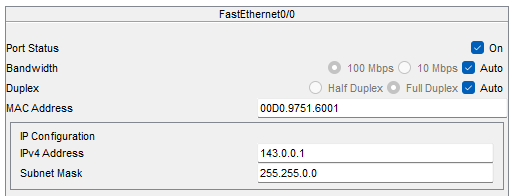 FastEthernet0/0
Port Status On
Bandwidth 100 Mbps 10 Mbps Auto
Duplex Half Duplex Full Duplex Auto
MAC Address 00D0.9751.6001
IP Configuration
IPv4 Address 143.0.0.1
Subnet Mask 255.255.0.0